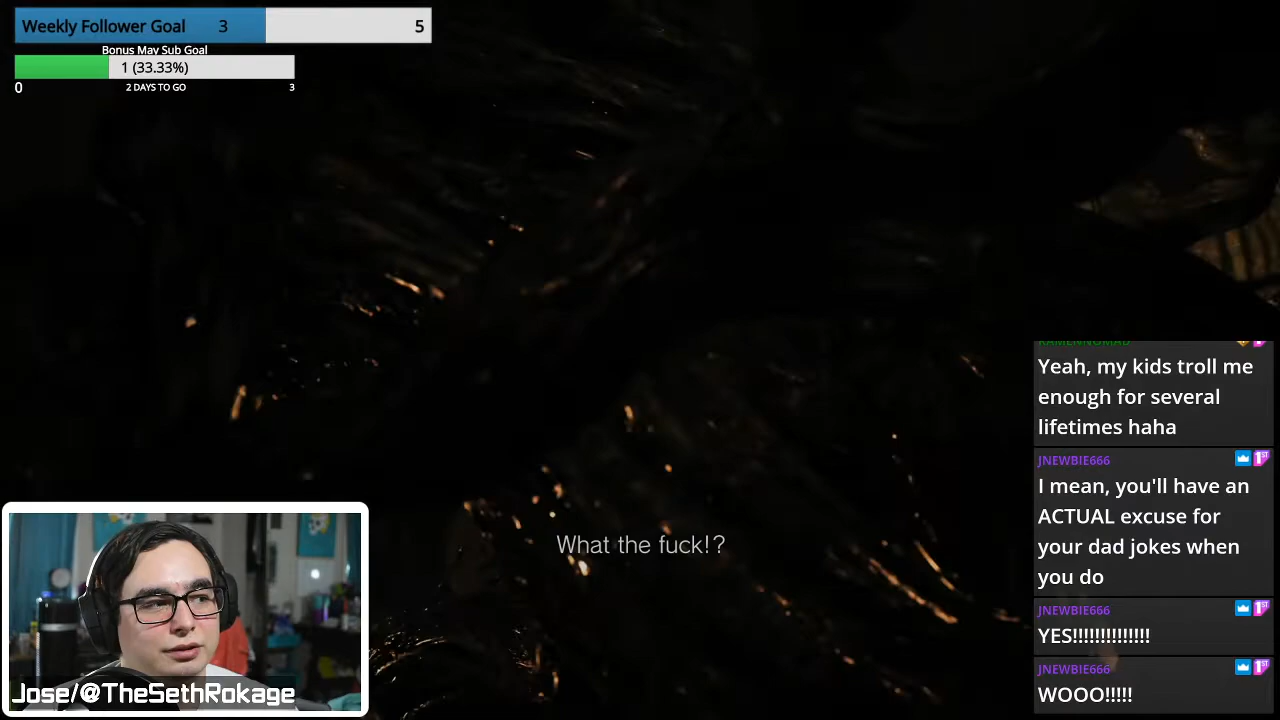 Weekly Follower Goal 3 5
Bonus May Sub Goal
1 (33.33%)
0 2 DAYS TO GO 3
RAMENNOMAD
Yeah, my kids troll me
enough for several
lifetimes haha
JNEWBIE666
I mean, you'll have an
ACTUAL excuse for
your dad jokes when
you do
JNEWBIE666
YES!!!!!!!!!!!!!!
JNEWBIE666
WOOO!!!!!
What the fuck!?
Jose/@TheSethRokage